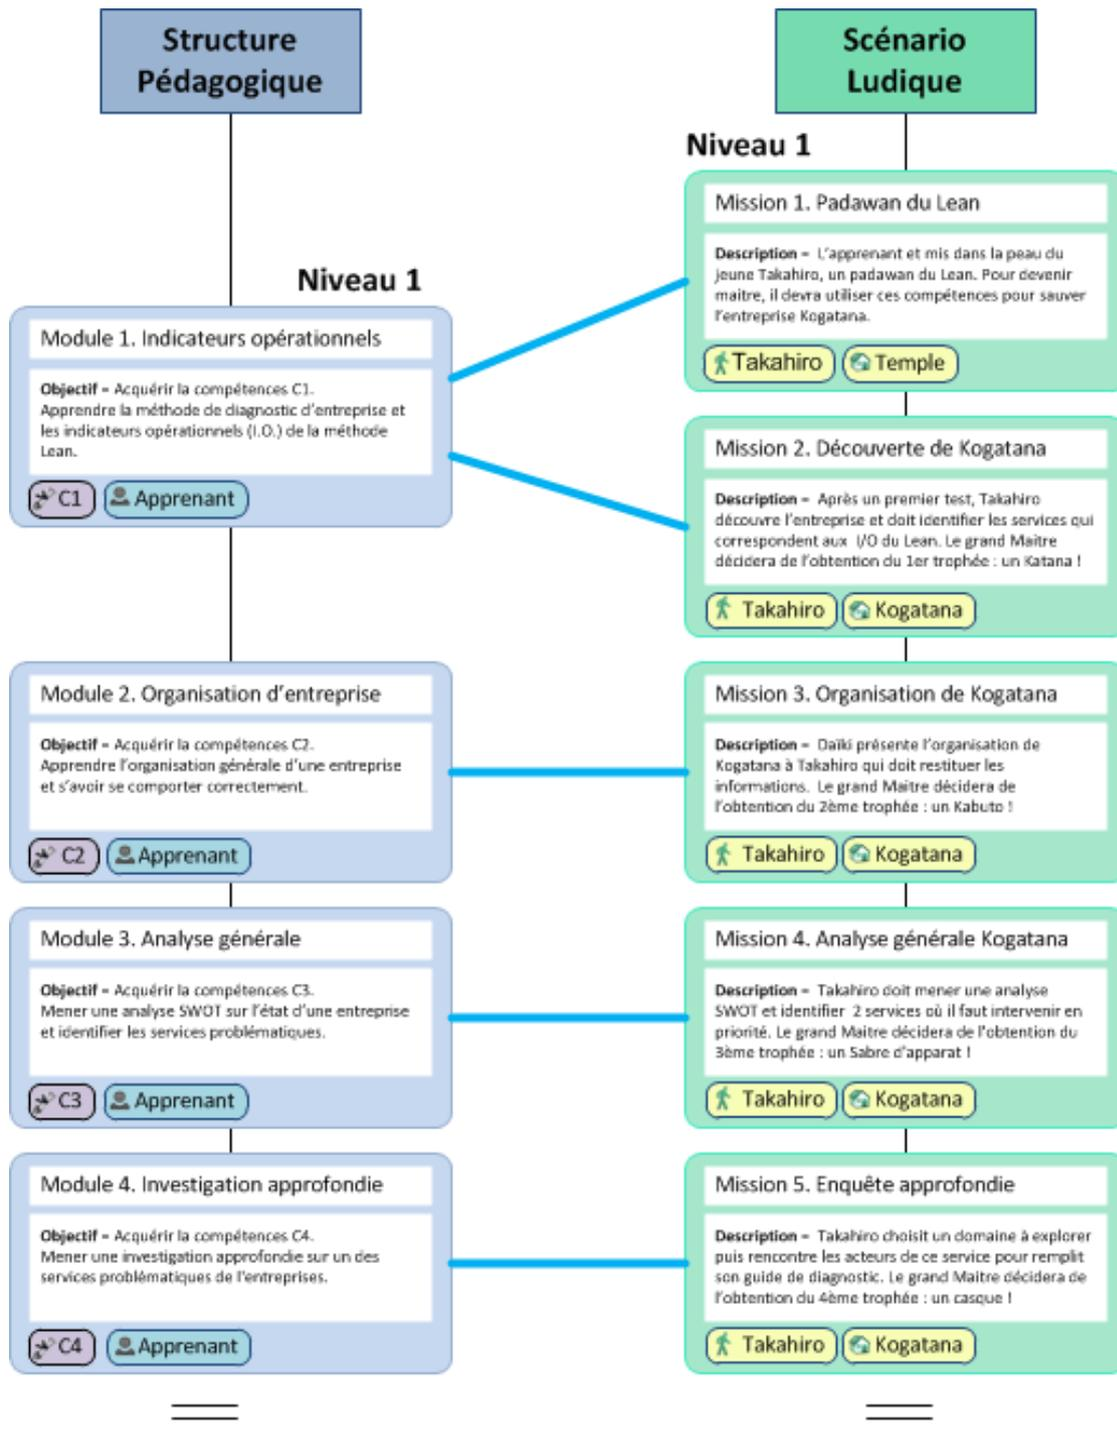 Structure
Pédagogique
Niveau 1
Module 1. Indicateurs opérationnels
Objectif – Acquérir la compétences C1.
Apprendre la méthode de diagnostic d'entreprise et
les indicateurs opérationnels (I.O.) de la méthode
Lean.
C1
Apprenant
Module 2. Organisation d'entreprise
Objectif – Acquérir la compétences C2.
Apprendre l'organisation générale d'une entreprise
et s'avoir se comporter correctement.
C2
Apprenant
Module 3. Analyse générale
Objectif – Acquérir la compétences C3.
Mener une analyse SWOT sur l'état d'une entreprise
et identifier les services problématiques.
C3
Apprenant
Module 4. Investigation approfondie
Objectif – Acquérir la compétences C4.
Mener une investigation approfondie sur un des
services problématiques de l'entreprises.
C4
Apprenant
Scénario
Ludique
Niveau 1
Mission 1. Padawan du Lean
Description – L'apprenant et mis dans la peau du
jeune Takahiro, un padawan du Lean. Pour devenir
maitre, il devra utiliser ces compétences pour sauver
l'entreprise Kogatana.
Takahiro
Temple
Mission 2. Découverte de Kogatana
Description – Après un premier test, Takahiro
découvre l'entreprise et doit identifier les services qui
correspondent aux I/O du Lean. Le grand Maitre
décidera de l'obtention du 1er trophée : un Katana !
Takahiro
Kogatana
Mission 3. Organisation de Kogatana
Description – Daïki présente l'organisation de
Kogatana à Takahiro qui doit restituer les
informations. Le grand Maitre décidera de
l'obtention du 2ème trophée : un Kabuto !
Takahiro
Kogatana
Mission 4. Analyse générale Kogatana
Description – Takahiro doit mener une analyse
SWOT et identifier 2 services où il faut intervenir en
priorité. Le grand Maitre décidera de l'obtention du
3ème trophée : un Sabre d'apparat !
Takahiro
Kogatana
Mission 5. Enquête approfondie
Description – Takahiro choisit un domaine à explorer
puis rencontre les acteurs de ce service pour remplit
son guide de diagnostic. Le grand Maitre décidera de
l'obtention du 4ème trophée : un casque !
Takahiro
Kogatana